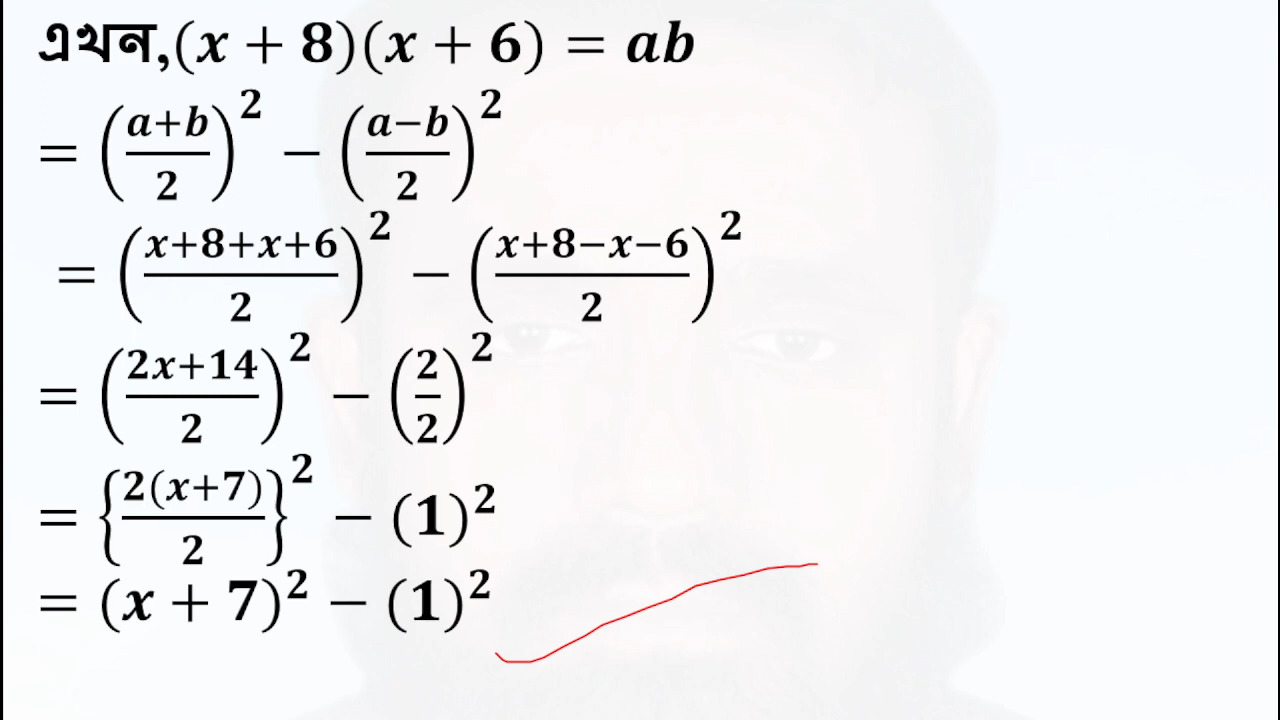 এখন,(x + 8)(x + 6) = ab
= ((a+b)/2)² − ((a−b)/2)²
= ((x+8+x+6)/2)² − ((x+8−x−6)/2)²
= ((2x+14)/2)² − (2/2)²
= {2(x+7)/2}² − (1)²
= (x + 7)² − (1)²